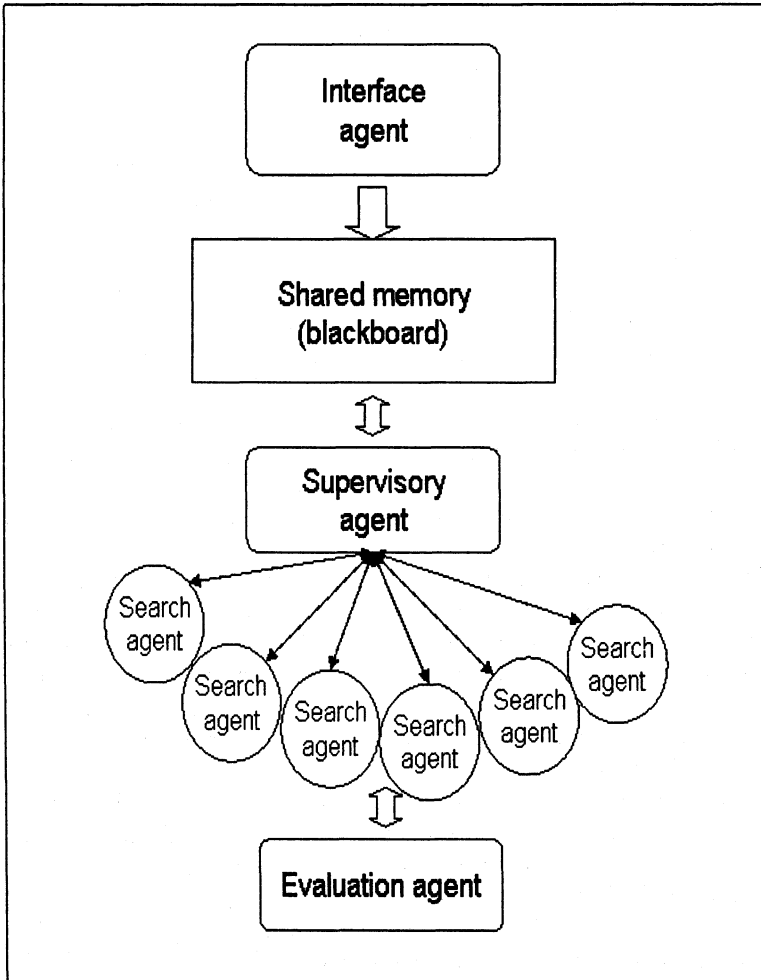 Interface
agent
Shared memory
(blackboard)
Supervisory
agent
Search
agent
Search
agent
Search
agent
Search
agent
Search
agent
Search
agent
Evaluation agent